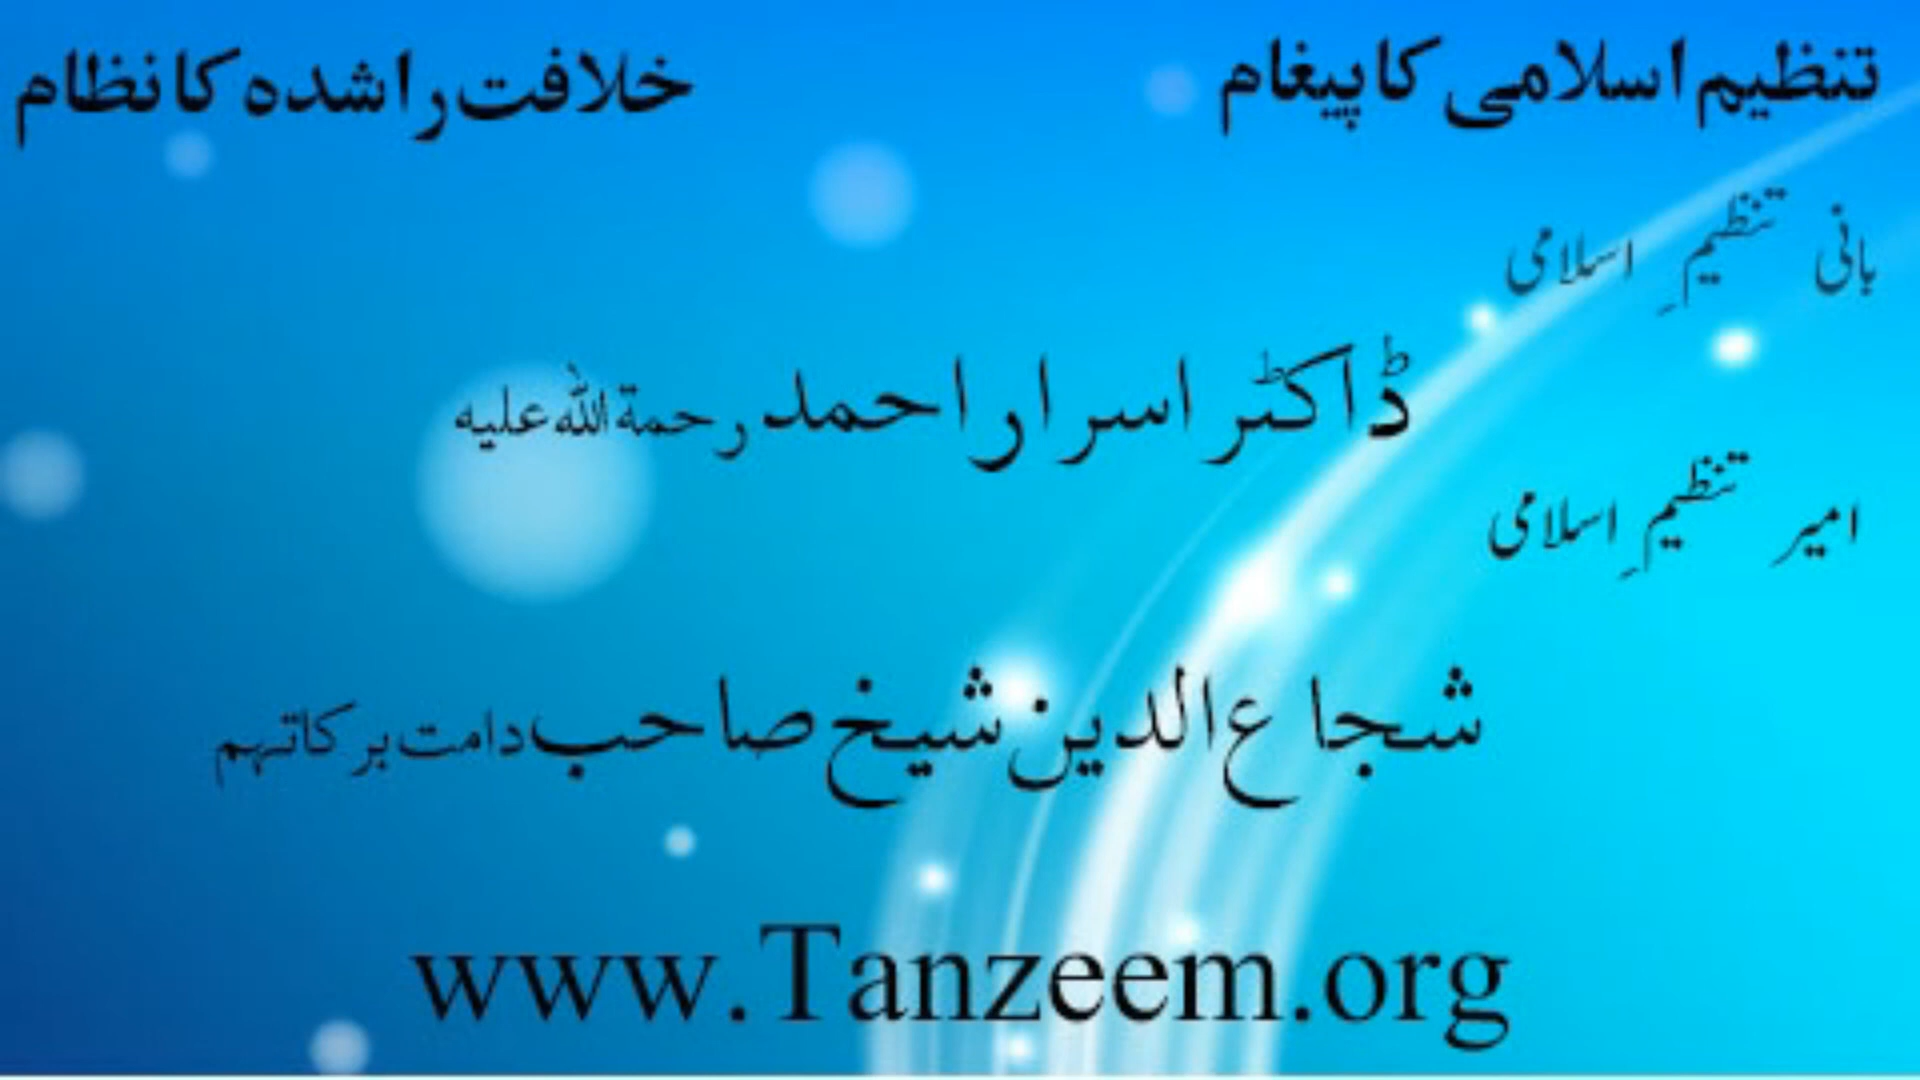 تنظیم اسلامی کا پیغام خلافت راشدہ کا نظام
بانی تنظیمِ اسلامی
ڈاکٹر اسرار احمد رحمۃ اللہ علیہ
امیر تنظیمِ اسلامی
شجاع الدین شیخ صاحب دامت برکاتہم
www.Tanzeem.org